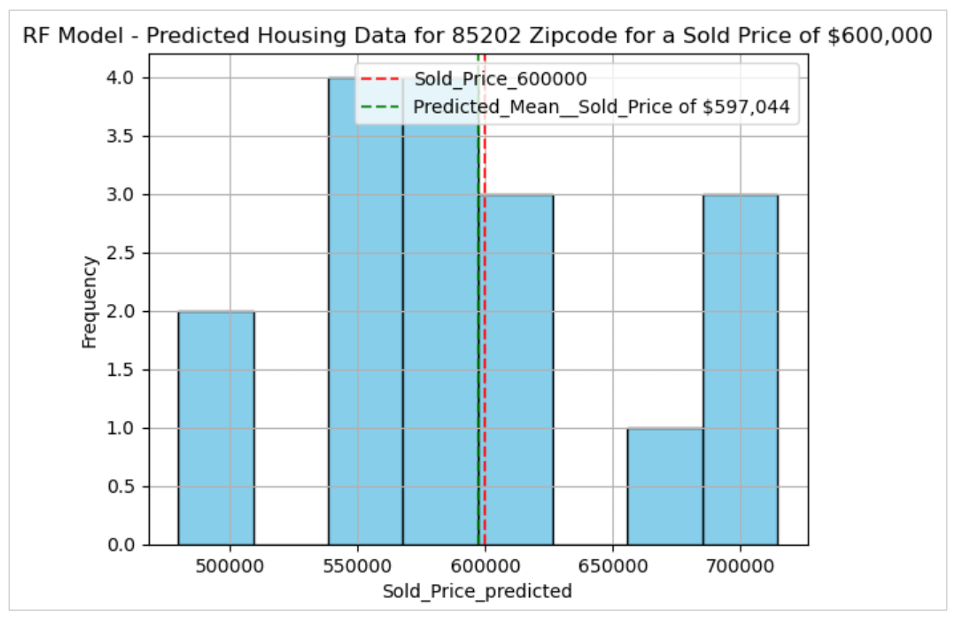 RF Model - Predicted Housing Data for 85202 Zipcode for a Sold Price of $600,000
Sold_Price_600000
Predicted_Mean__Sold_Price of $597,044
4.0
3.5
3.0
2.5
2.0
1.5
1.0
0.5
0.0
Frequency
500000 550000 600000 650000 700000
Sold_Price_predicted